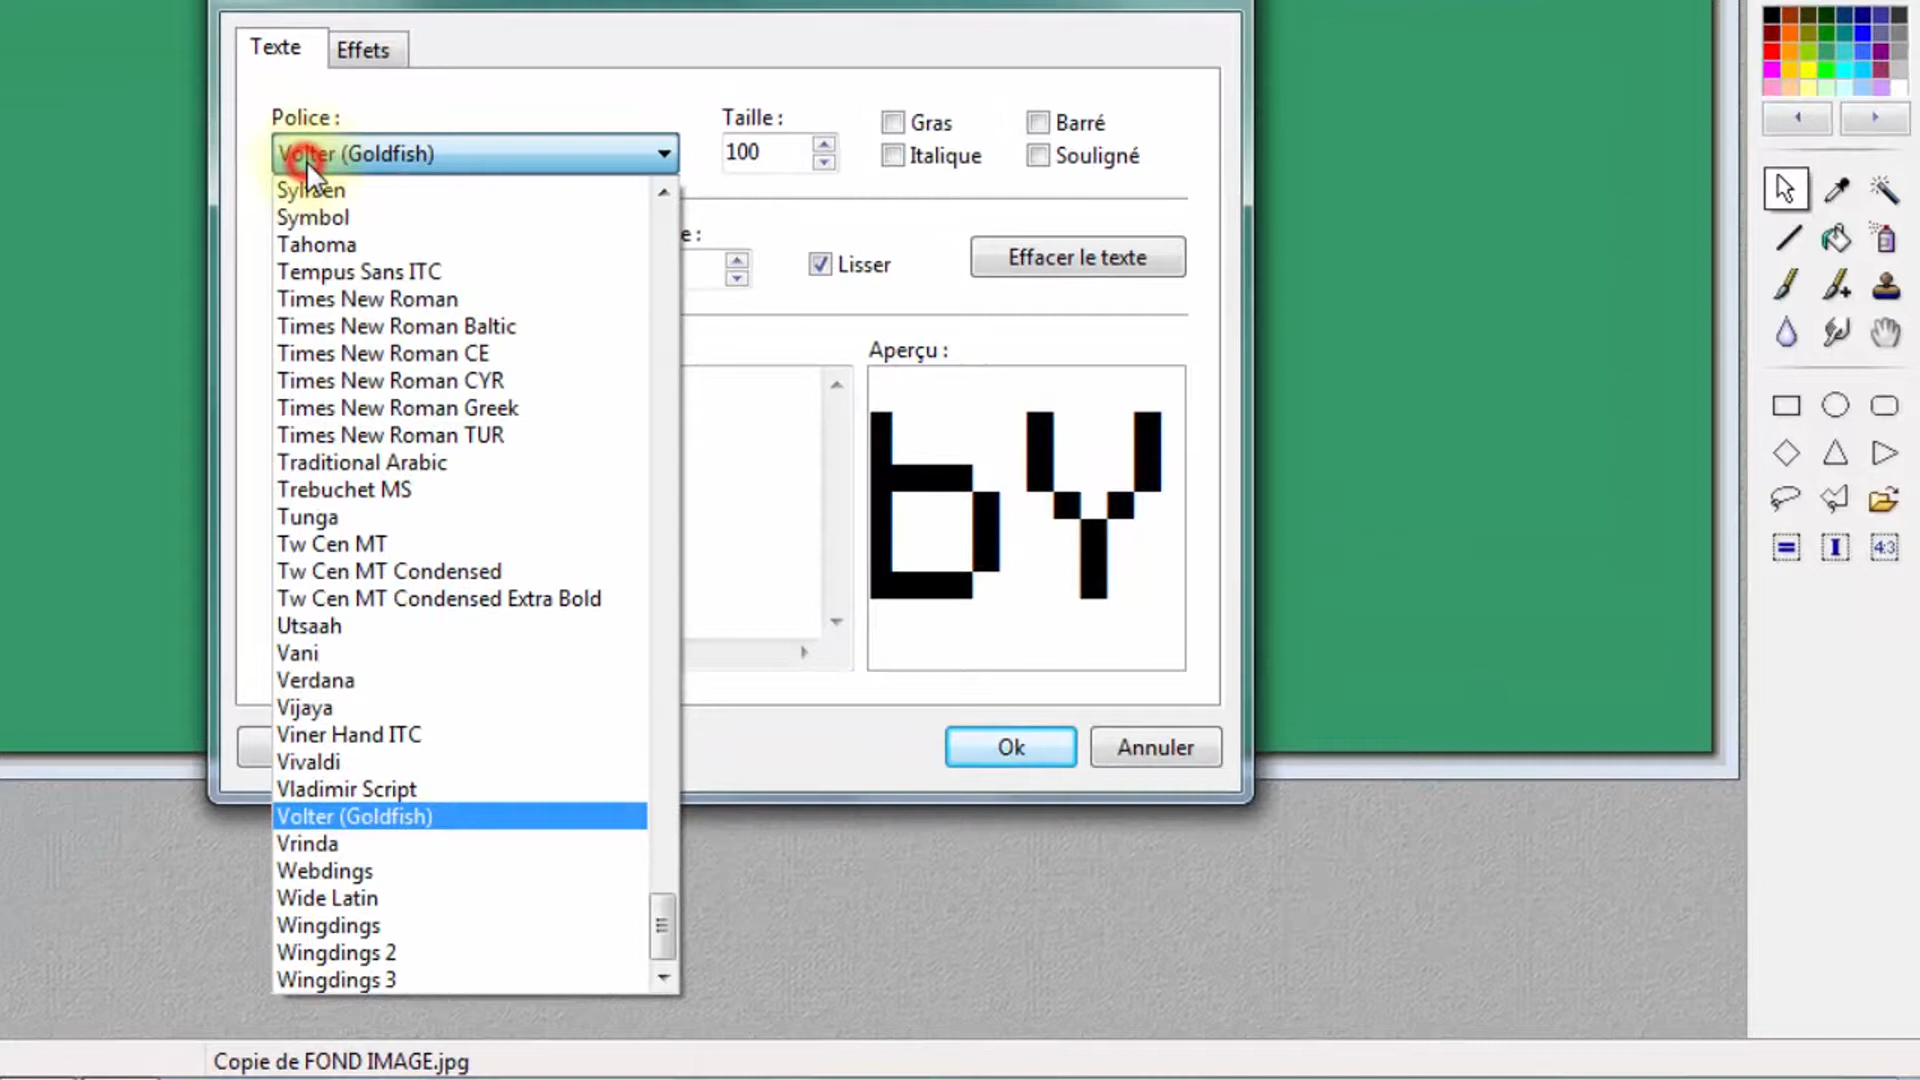 Texte
Effets
Police :
Taille :
Volter (Goldfish)
100
Gras
Barré
Italique
Souligné
Sylfaen
Symbol
Tahoma
Tempus Sans ITC
Times New Roman
Times New Roman Baltic
Times New Roman CE
Times New Roman CYR
Times New Roman Greek
Times New Roman TUR
Traditional Arabic
Trebuchet MS
Tunga
Tw Cen MT
Tw Cen MT Condensed
Tw Cen MT Condensed Extra Bold
Utsaah
Vani
Verdana
Vijaya
Viner Hand ITC
Vivaldi
Vladimir Script
Volter (Goldfish)
Vrinda
Webdings
Wide Latin
Wingdings
Wingdings 2
Wingdings 3
e :
Lisser
Effacer le texte
Aperçu :
bY
Ok
Annuler
4:3
Copie de FOND IMAGE.jpg